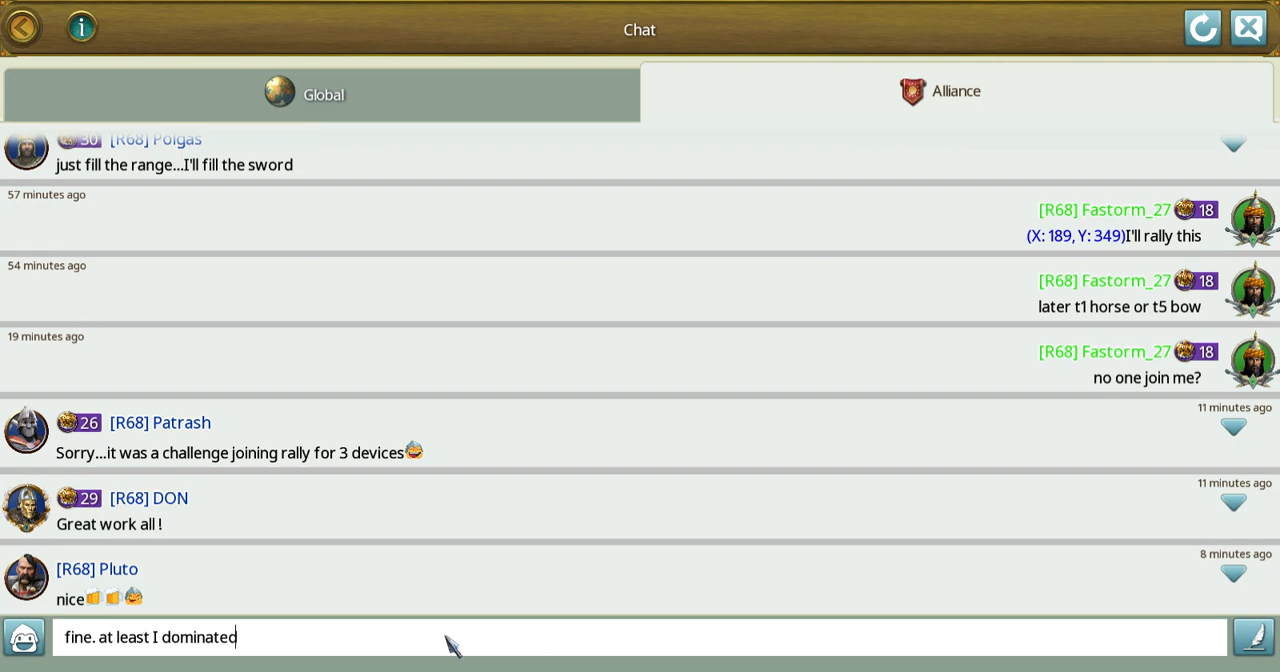 Chat
Global
Alliance
30 [R68] Polgas
just fill the range...I'll fill the sword
57 minutes ago
[R68] Fastorm_27 18
(X: 189, Y: 349)I'll rally this
54 minutes ago
[R68] Fastorm_27 18
later t1 horse or t5 bow
19 minutes ago
[R68] Fastorm_27 18
no one join me?
11 minutes ago
26 [R68] Patrash
Sorry...it was a challenge joining rally for 3 devices
11 minutes ago
29 [R68] DON
Great work all !
8 minutes ago
[R68] Pluto
nice
fine. at least I dominated